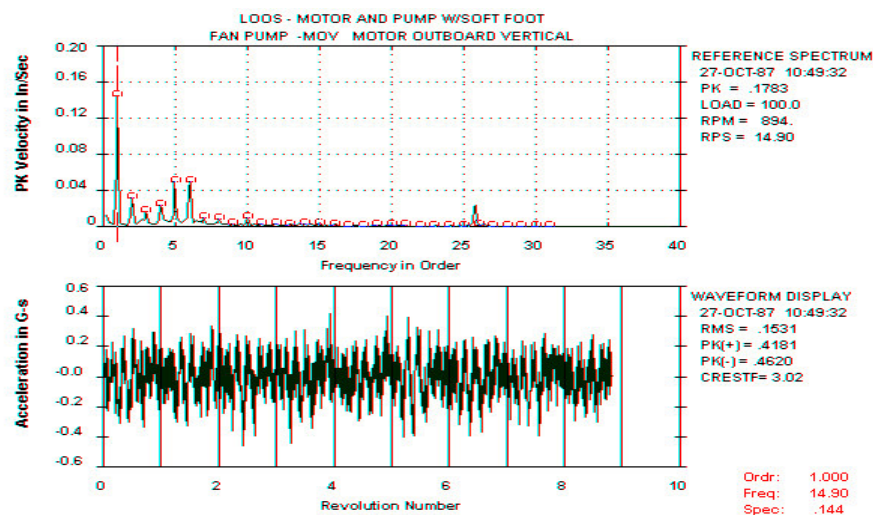 LOOS - MOTOR AND PUMP W/SOFT FOOT
FAN PUMP -MOV MOTOR OUTBOARD VERTICAL
PK Velocity in In/Sec
0.20
0.16
0.12
0.08
0.04
0
0 5 10 15 20 25 30 35 40
Frequency in Order
REFERENCE SPECTRUM
27-OCT-87 10:49:32
PK = .1783
LOAD = 100.0
RPM = 894.
RPS = 14.90
Acceleration in G-s
0.6
0.4
0.2
-0.0
-0.2
-0.4
-0.6
0 2 4 6 8 10
Revolution Number
WAVEFORM DISPLAY
27-OCT-87 10:49:32
RMS = .1531
PK(+) = .4181
PK(-) = .4620
CRESTF= 3.02
Ordr: 1.000
Freq: 14.90
Spec: .144